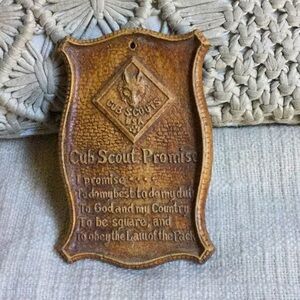 CUB SCOUTS
BSA
Cub Scout Promise
I promise - - -
To do my best to do my duty
To God and my Country
To be square, and
To obey the Law of the Pack